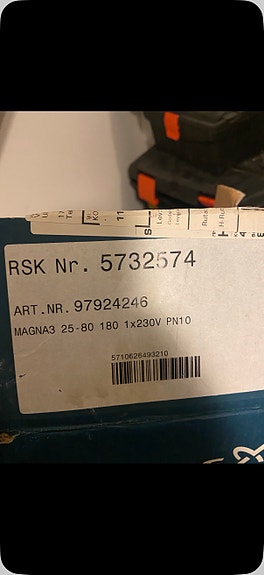 RSK Nr. 5732574
ART.NR. 97924246
MAGNA3 25-80 180 1x230V PN10
5710626493210